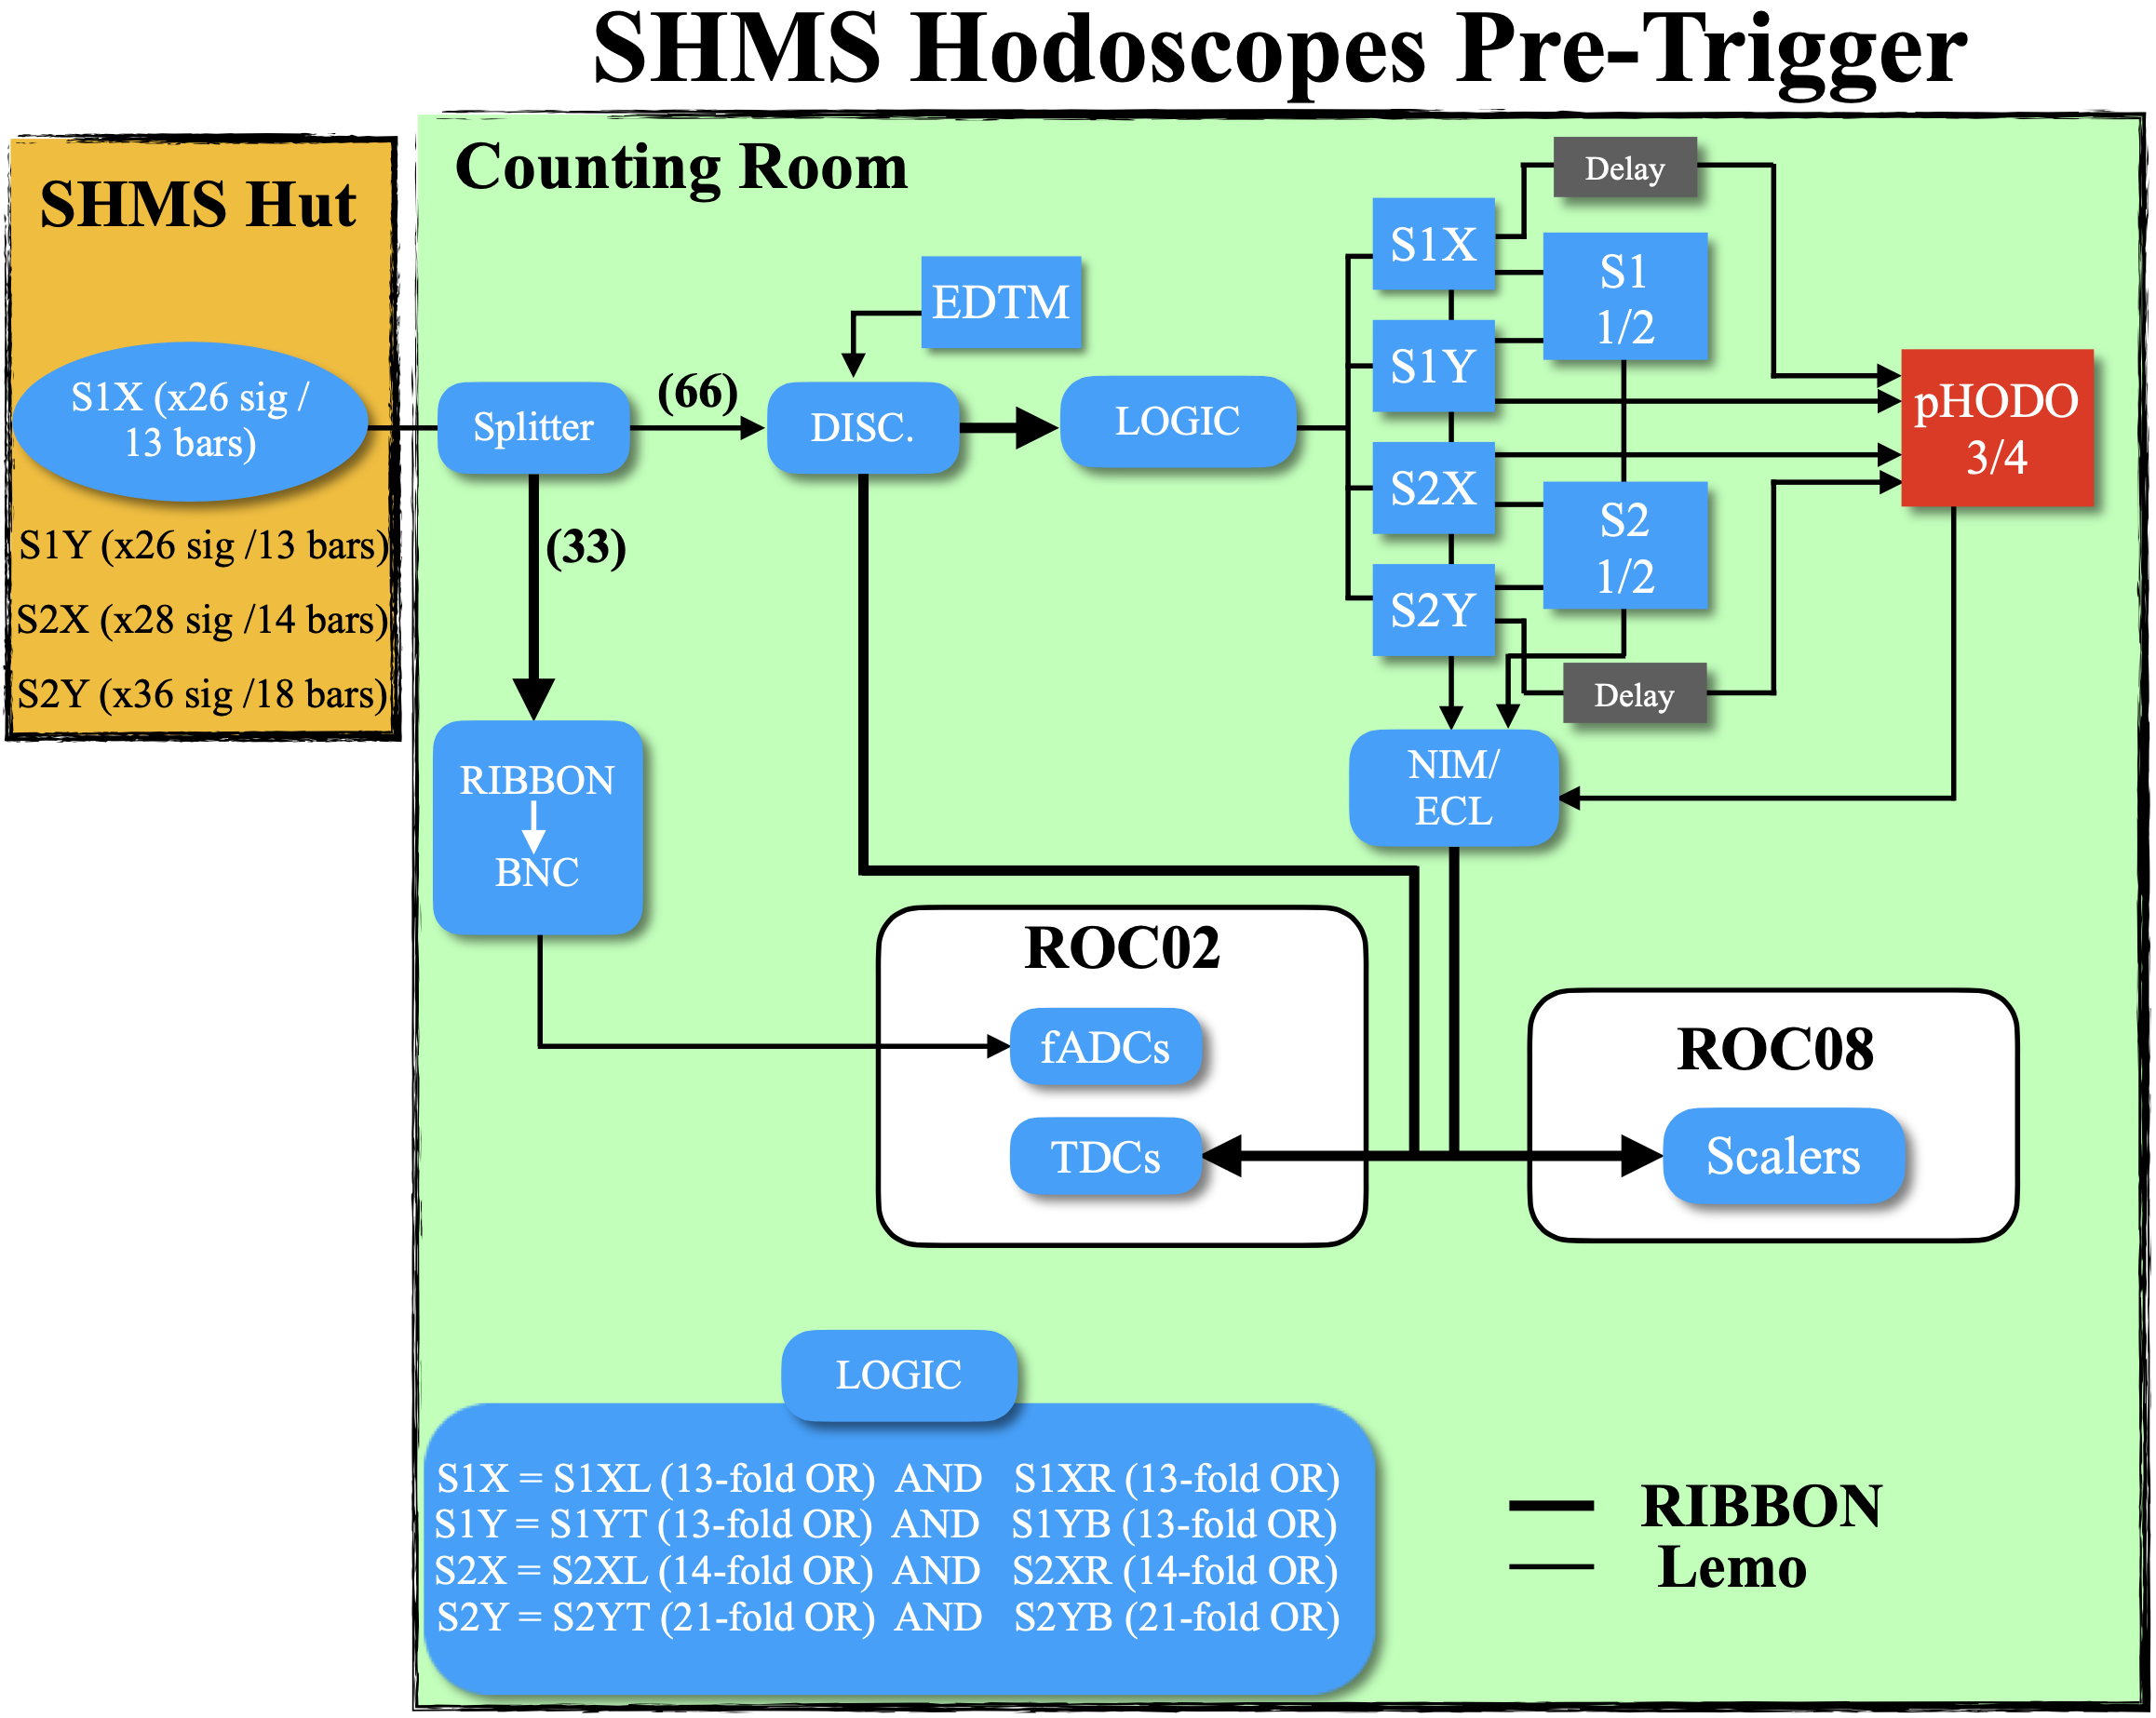 SHMS Hodoscopes Pre-Trigger
SHMS Hut
S1X (x26 sig /
13 bars)
S1Y (x26 sig /13 bars)
S2X (x28 sig /14 bars)
S2Y (x36 sig /18 bars)
Counting Room
Splitter
(66)
(33)
EDTM
DISC.
LOGIC
S1X
S1Y
S2X
S2Y
Delay
S1
1/2
S2
1/2
Delay
pHODO
3/4
NIM/
ECL
RIBBON
BNC
ROC02
fADCs
TDCs
ROC08
Scalers
LOGIC
S1X = S1XL (13-fold OR) AND S1XR (13-fold OR)
S1Y = S1YT (13-fold OR) AND S1YB (13-fold OR)
S2X = S2XL (14-fold OR) AND S2XR (14-fold OR)
S2Y = S2YT (21-fold OR) AND S2YB (21-fold OR)
RIBBON
Lemo